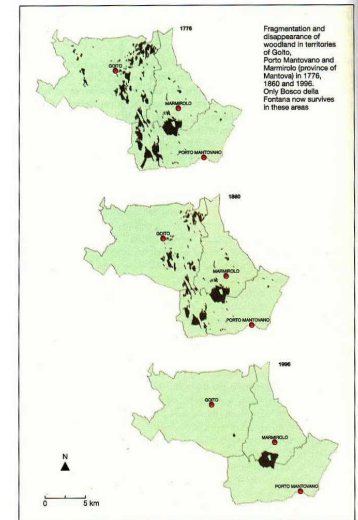 1776
Fragmentation and
disappearance of
woodland in territories
of Goito,
Porto Mantovano and
Marmirolo (province of
Mantova) in 1776,
1860 and 1996.
Only Bosco della
Fontana now survives
in these areas
GOITO
MARMIROLO
PORTO MANTOVANO
1860
GOITO
MARMIROLO
PORTO MANTOVANO
1996
GOITO
MARMIROLO
PORTO MANTOVANO
N
0 5 km